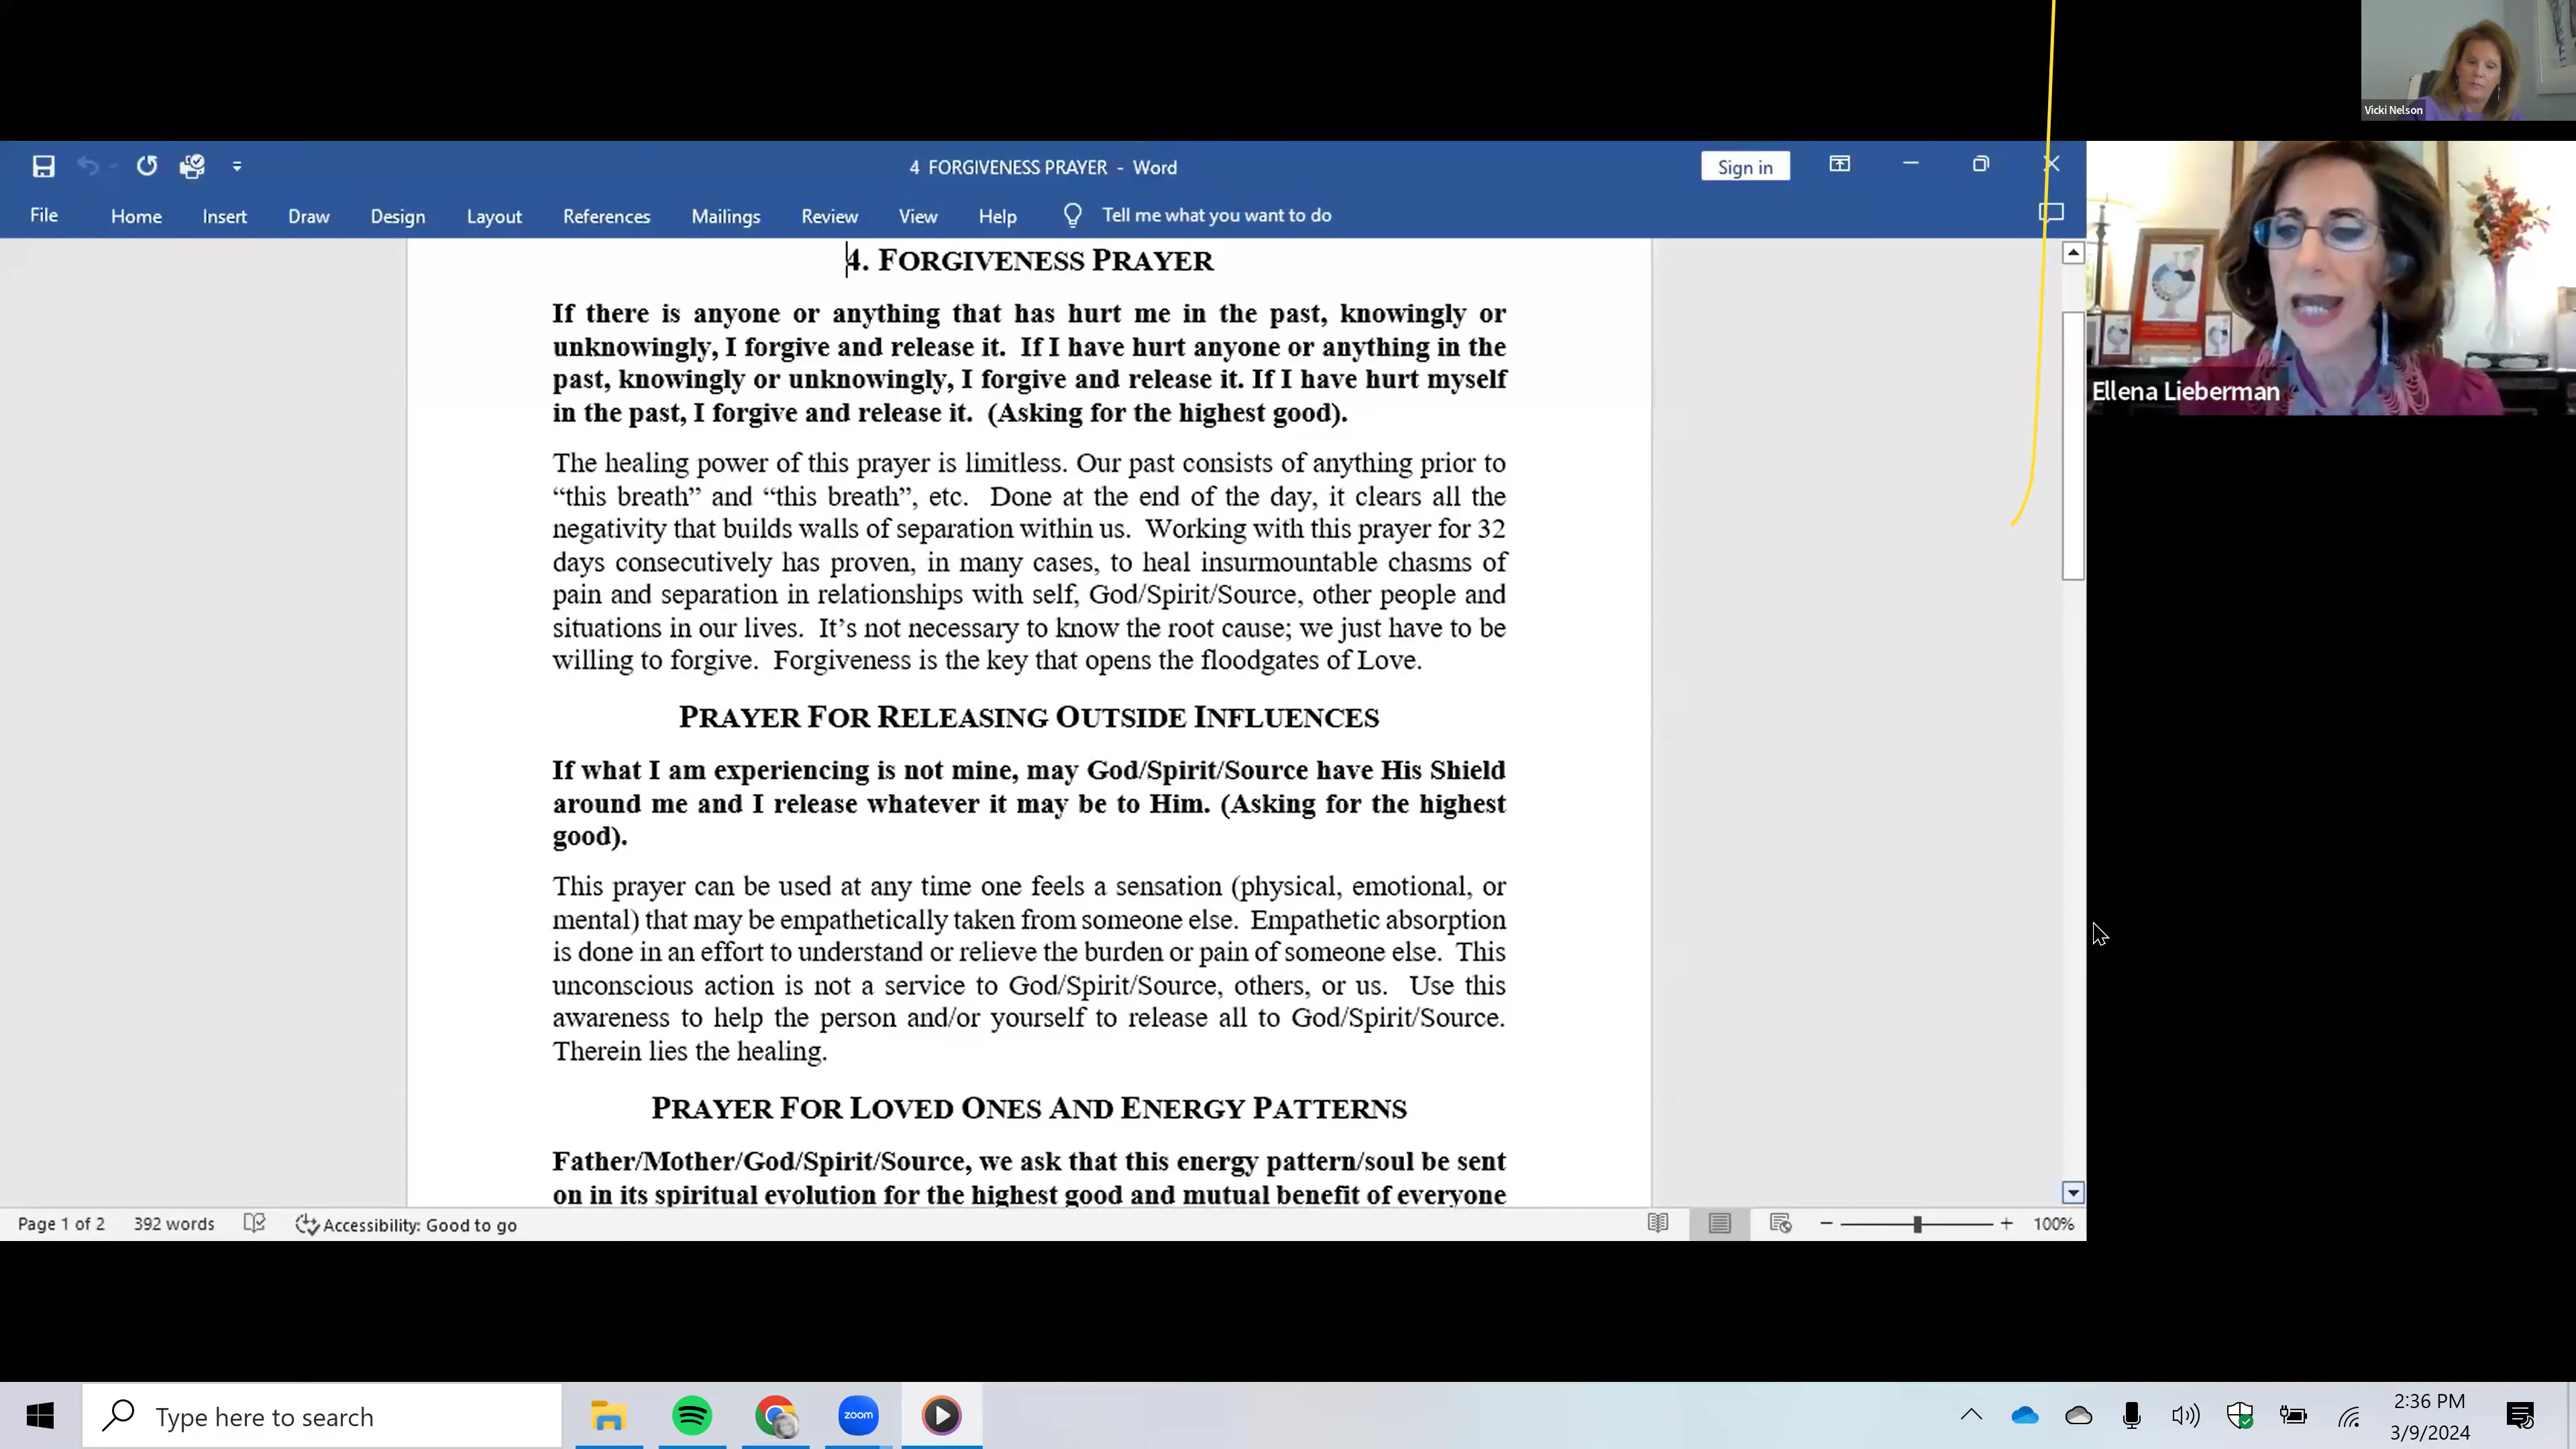 Vicki Nelson
4 FORGIVENESS PRAYER - Word
Sign in
File Home Insert Draw Design Layout References Mailings Review View Help Tell me what you want to do
Ellena Lieberman
4. FORGIVENESS PRAYER
If there is anyone or anything that has hurt me in the past, knowingly or
unknowingly, I forgive and release it. If I have hurt anyone or anything in the
past, knowingly or unknowingly, I forgive and release it. If I have hurt myself
in the past, I forgive and release it. (Asking for the highest good).
The healing power of this prayer is limitless. Our past consists of anything prior to
“this breath” and “this breath”, etc. Done at the end of the day, it clears all the
negativity that builds walls of separation within us. Working with this prayer for 32
days consecutively has proven, in many cases, to heal insurmountable chasms of
pain and separation in relationships with self, God/Spirit/Source, other people and
situations in our lives. It’s not necessary to know the root cause; we just have to be
willing to forgive. Forgiveness is the key that opens the floodgates of Love.
PRAYER FOR RELEASING OUTSIDE INFLUENCES
If what I am experiencing is not mine, may God/Spirit/Source have His Shield
around me and I release whatever it may be to Him. (Asking for the highest
good).
This prayer can be used at any time one feels a sensation (physical, emotional, or
mental) that may be empathetically taken from someone else. Empathetic absorption
is done in an effort to understand or relieve the burden or pain of someone else. This
unconscious action is not a service to God/Spirit/Source, others, or us. Use this
awareness to help the person and/or yourself to release all to God/Spirit/Source.
Therein lies the healing.
PRAYER FOR LOVED ONES AND ENERGY PATTERNS
Father/Mother/God/Spirit/Source, we ask that this energy pattern/soul be sent
on in its spiritual evolution for the highest good and mutual benefit of everyone
Page 1 of 2 392 words Accessibility: Good to go 100%
Type here to search
zoom
2:36 PM
3/9/2024